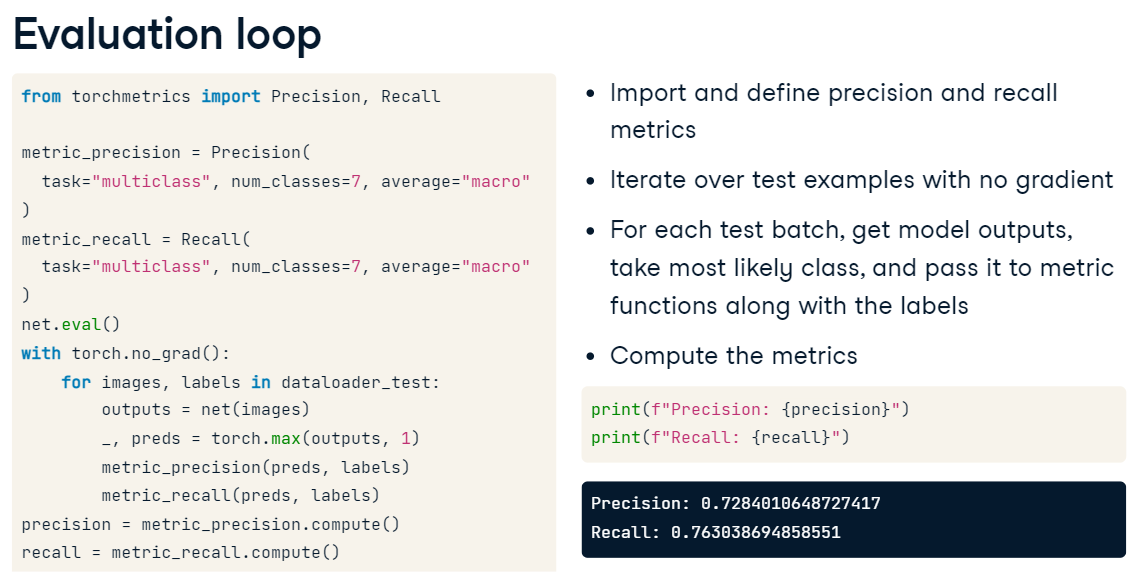 Evaluation loop
from torchmetrics import Precision, Recall
metric_precision = Precision(
task="multiclass", num_classes=7, average="macro"
)
metric_recall = Recall(
task="multiclass", num_classes=7, average="macro"
)
net.eval()
with torch.no_grad():
for images, labels in dataloader_test:
outputs = net(images)
_, preds = torch.max(outputs, 1)
metric_precision(preds, labels)
metric_recall(preds, labels)
precision = metric_precision.compute()
recall = metric_recall.compute()
• Import and define precision and recall
metrics
• Iterate over test examples with no gradient
• For each test batch, get model outputs,
take most likely class, and pass it to metric
functions along with the labels
• Compute the metrics
print(f"Precision: {precision}")
print(f"Recall: {recall}")
Precision: 0.7284010648727417
Recall: 0.763038694858551